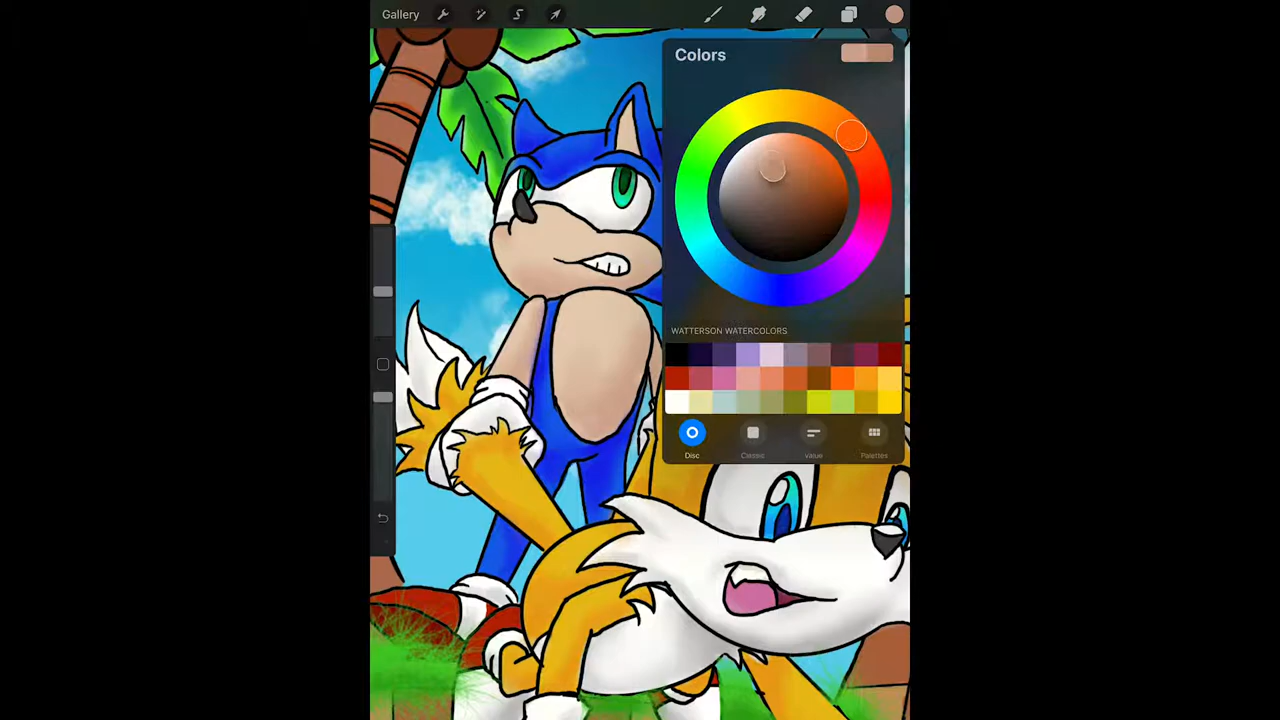 Gallery
Colors
WATTERSON WATERCOLORS
Disc
Classic
Value
Palettes